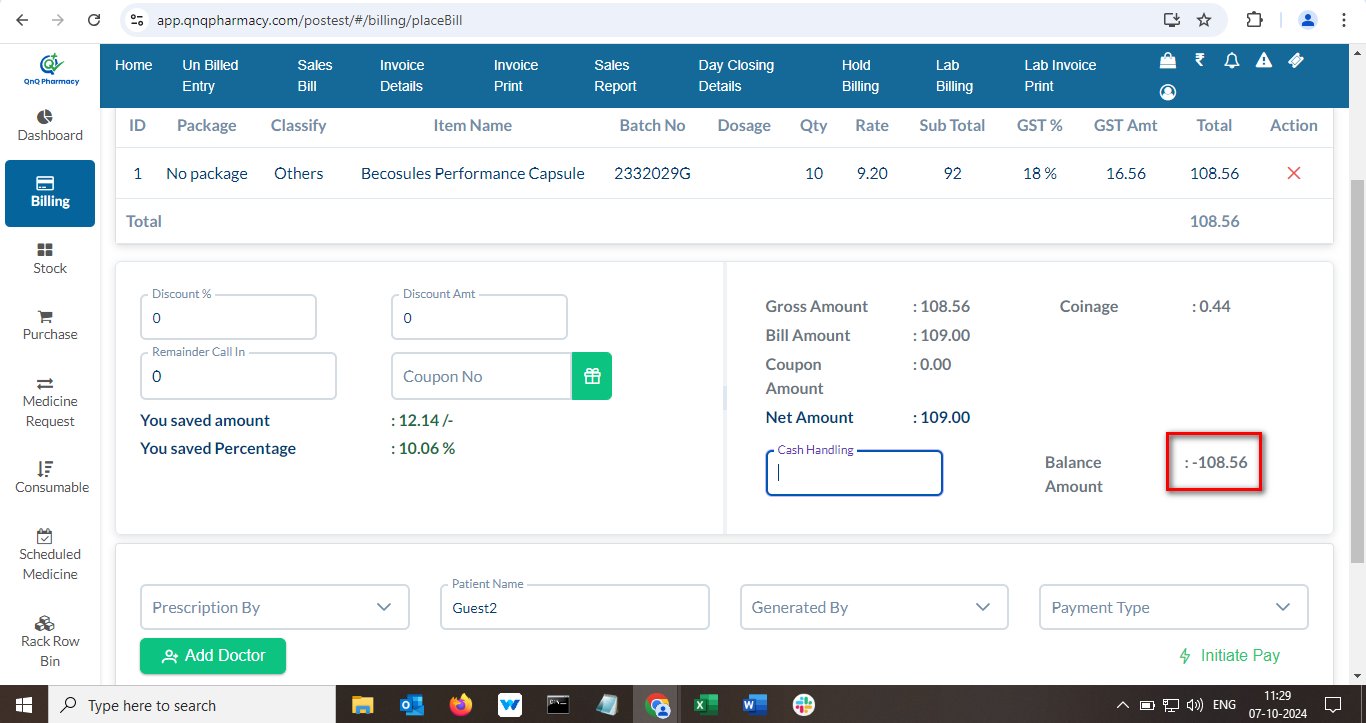 app.qnqpharmacy.com/postest/#/billing/placeBill
QnQ Pharmacy
Home
Un Billed Entry
Sales Bill
Invoice Details
Invoice Print
Sales Report
Day Closing Details
Hold Billing
Lab Billing
Lab Invoice Print
Dashboard
Billing
Stock
Purchase
Medicine Request
Consumable
Scheduled Medicine
Rack Row Bin
ID Package Classify Item Name Batch No Dosage Qty Rate Sub Total GST % GST Amt Total Action
1 No package Others Becosules Performance Capsule 2332029G 10 9.20 92 18 % 16.56 108.56
Total 108.56
Discount %
0
Discount Amt
0
Remainder Call In
0
Coupon No
You saved amount : 12.14 /-
You saved Percentage : 10.06 %
Gross Amount : 108.56
Coinage : 0.44
Bill Amount : 109.00
Coupon Amount : 0.00
Net Amount : 109.00
Cash Handling
Balance Amount : -108.56
Prescription By
Patient Name
Guest2
Generated By
Payment Type
Add Doctor
Initiate Pay
Type here to search
ENG
11:29
07-10-2024